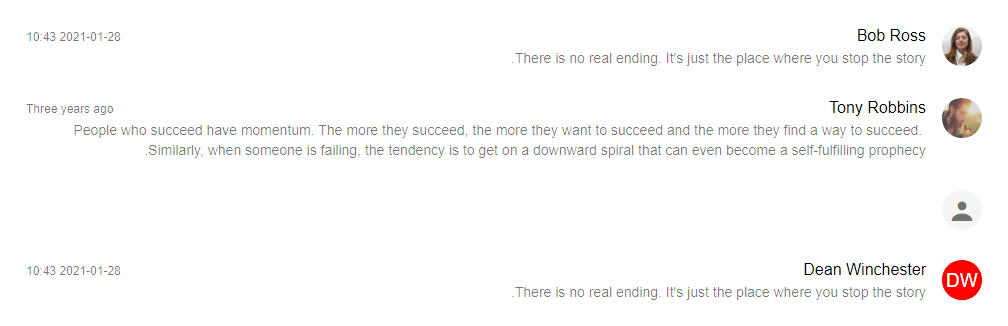 Bob Ross
10:43 2021-01-28
.There is no real ending. It's just the place where you stop the story
Tony Robbins
Three years ago
People who succeed have momentum. The more they succeed, the more they want to succeed and the more they find a way to succeed.
.Similarly, when someone is failing, the tendency is to get on a downward spiral that can even become a self-fulfilling prophecy
Dean Winchester
DW
10:43 2021-01-28
.There is no real ending. It's just the place where you stop the story